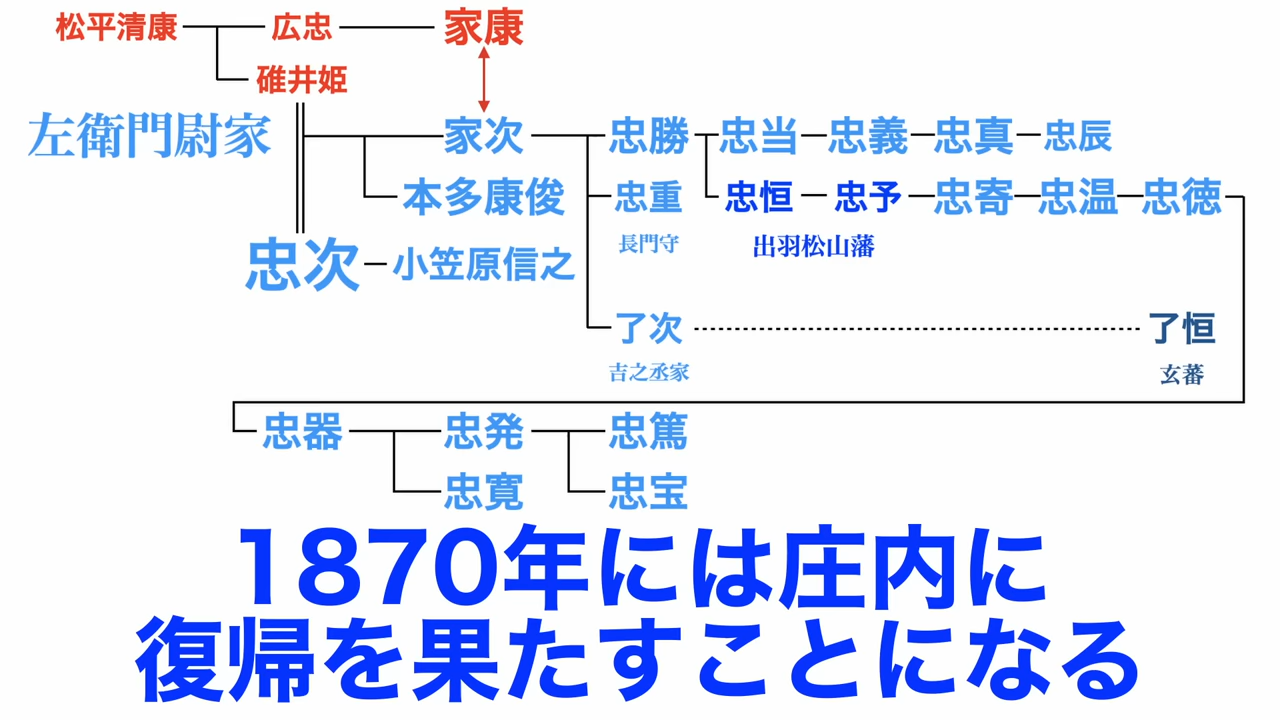 松平清康 広忠 家康
碓井姫
左衛門尉家 家次 忠勝 忠当 忠義 忠真 忠辰
本多康俊 忠重 忠恒 忠予 忠寄 忠温 忠徳
長門守 出羽松山藩
忠次 小笠原信之
了次 了恒
吉之丞家 玄蕃
忠器 忠発 忠篤
忠寛 忠宝
1870年には庄内に
復帰を果たすことになる